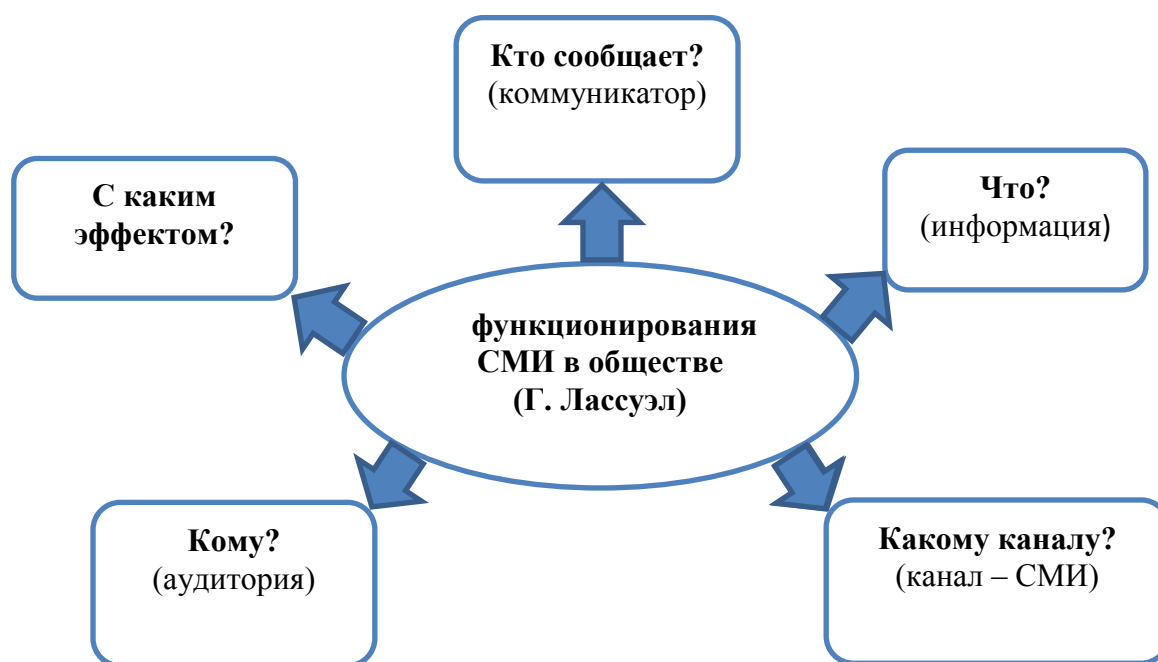 Кто сообщает?
(коммуникатор)
С каким
эффектом?
Что?
(информация)
функционирования
СМИ в обществе
(Г. Лассуэл)
Кому?
(аудитория)
Какому каналу?
(канал – СМИ)